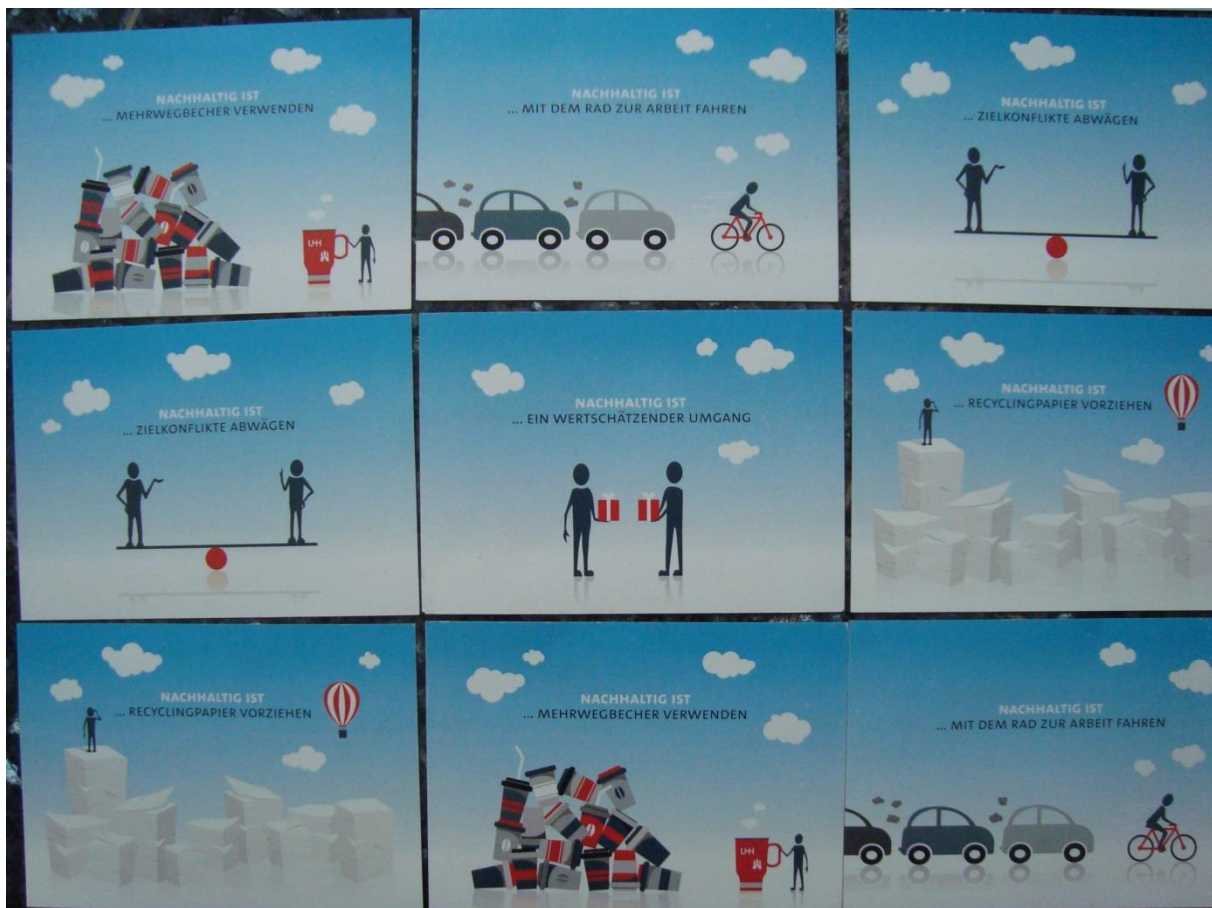 NACHHALTIG IST
... MEHRWEGBECHER VERWENDEN
UH
NACHHALTIG IST
... MIT DEM RAD ZUR ARBEIT FAHREN
NACHHALTIG IST
... ZIELKONFLIKTE ABWÄGEN
NACHHALTIG IST
... ZIELKONFLIKTE ABWÄGEN
NACHHALTIG IST
... EIN WERTSCHÄTZENDER UMGANG
NACHHALTIG IST
... RECYCLINGPAPIER VORZIEHEN
NACHHALTIG IST
... RECYCLINGPAPIER VORZIEHEN
NACHHALTIG IST
... MEHRWEGBECHER VERWENDEN
UH
NACHHALTIG IST
... MIT DEM RAD ZUR ARBEIT FAHREN